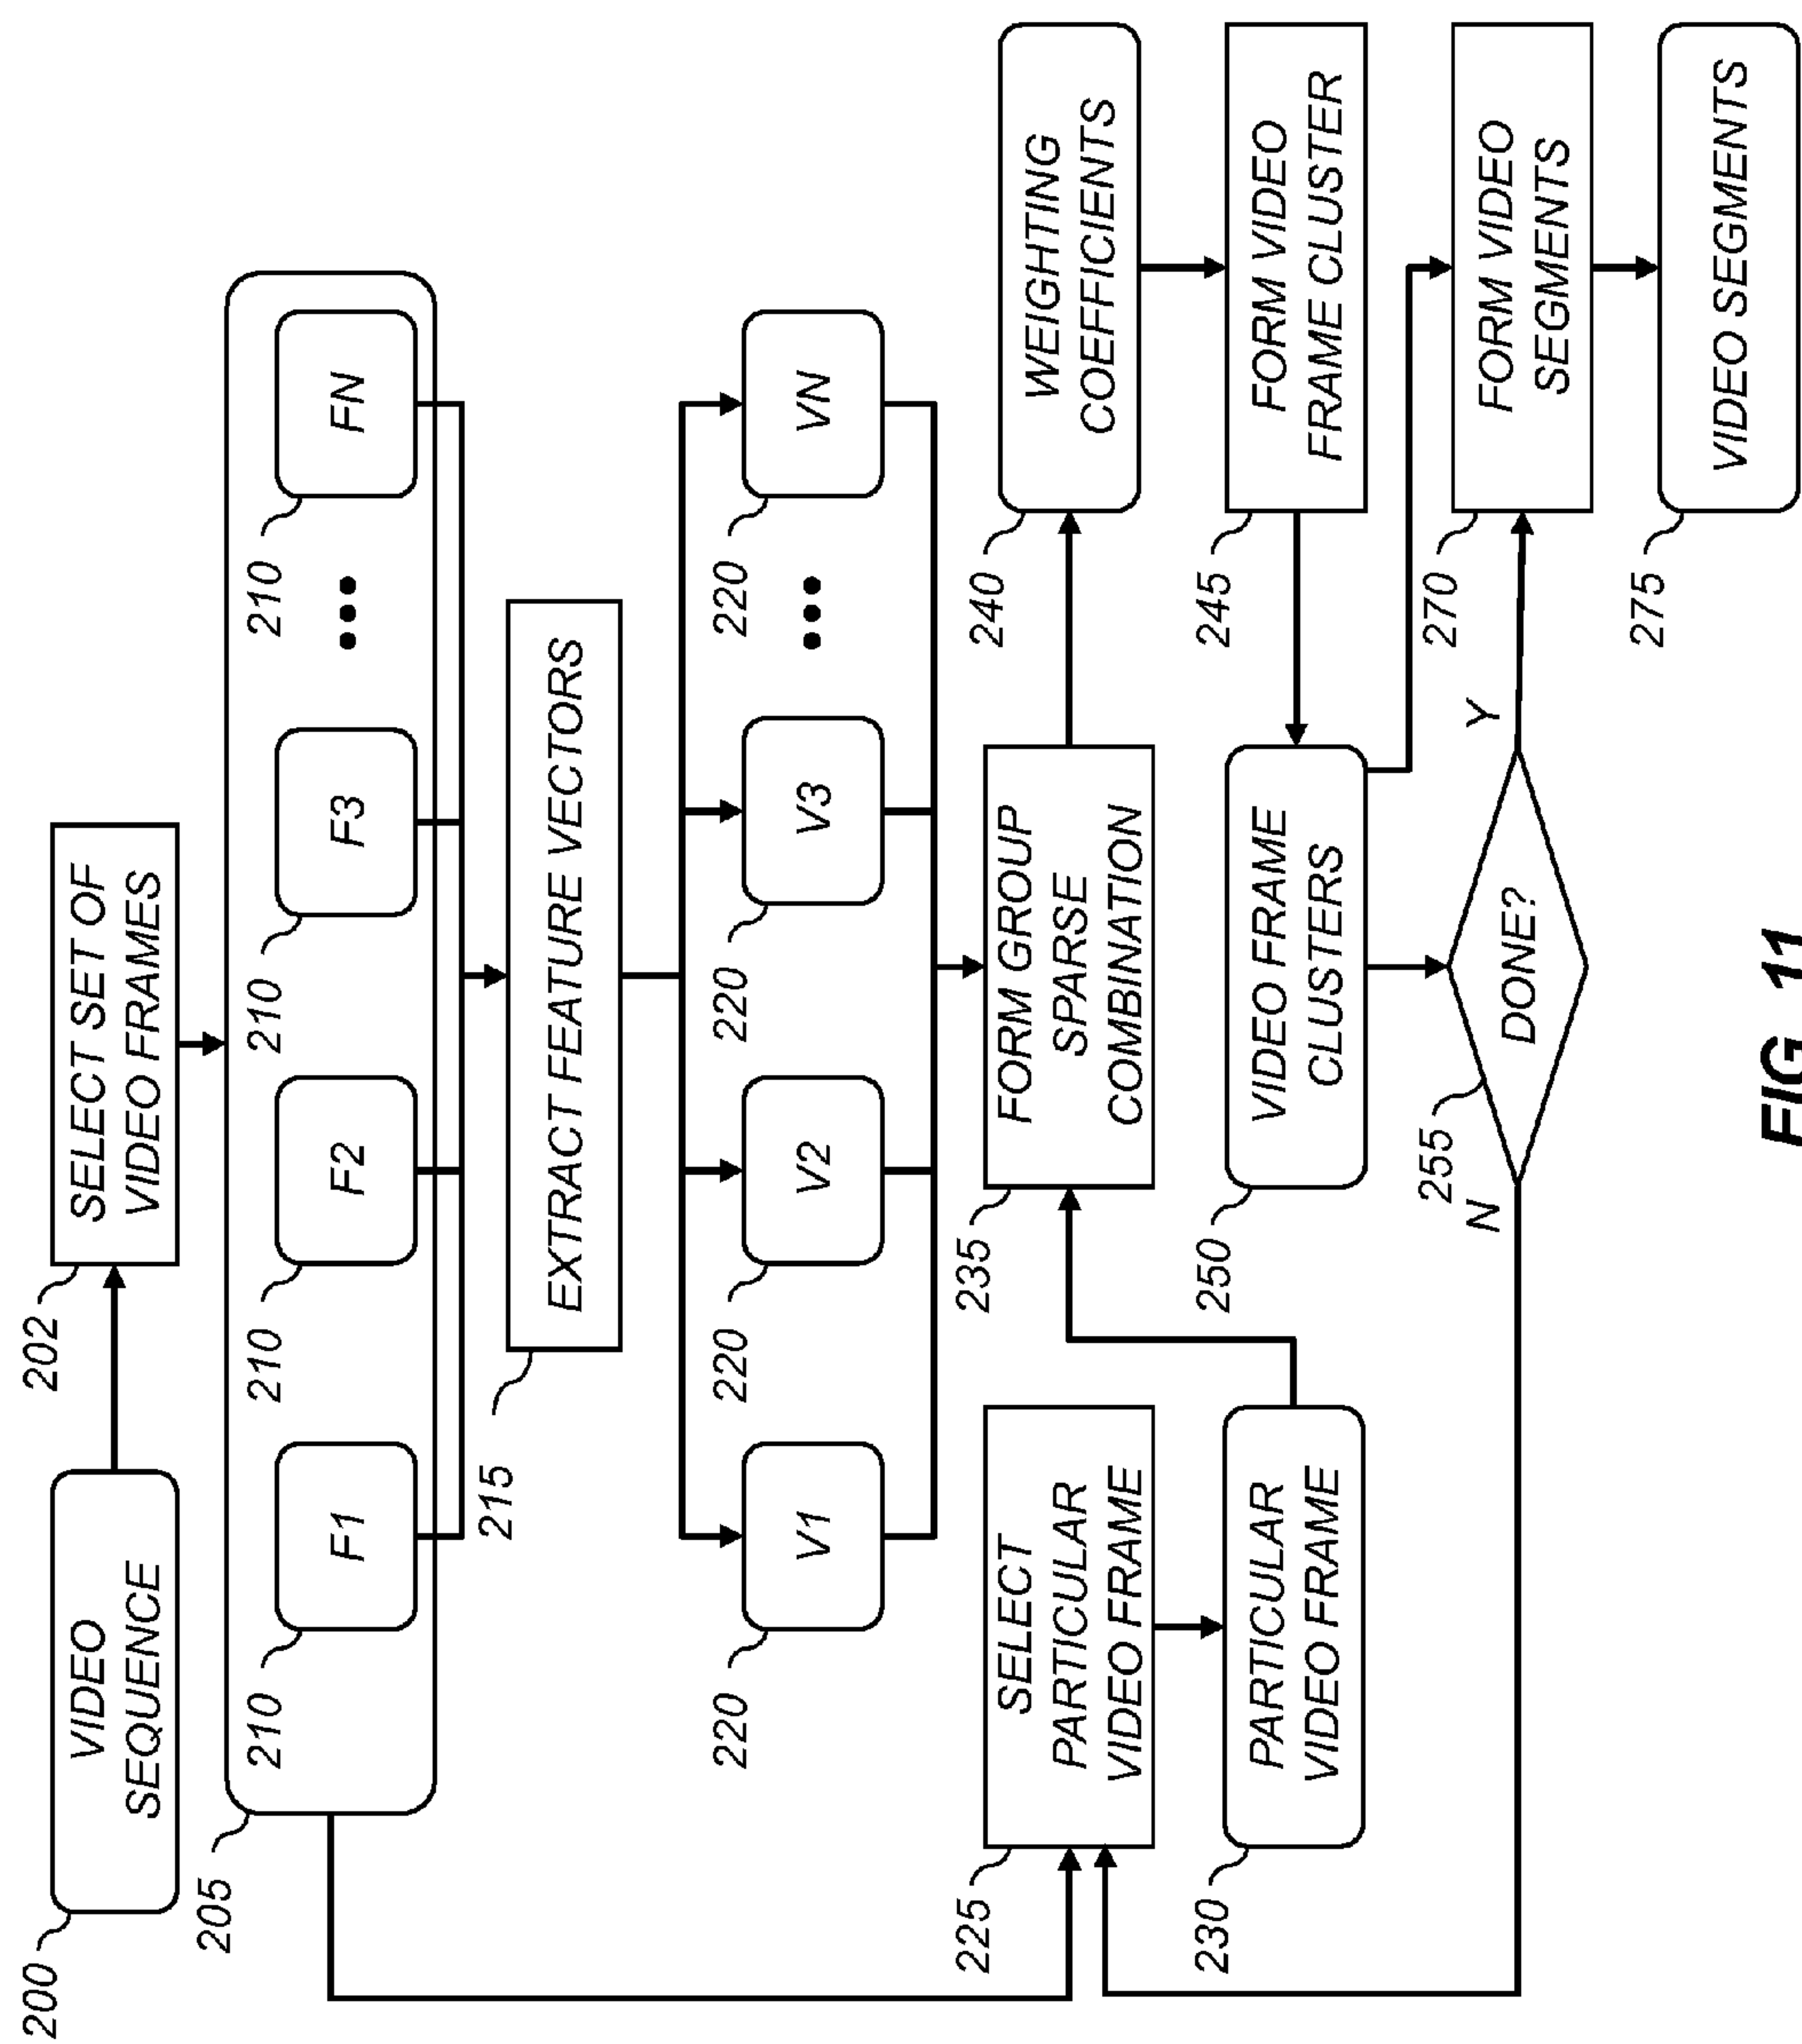 200
VIDEO
SEQUENCE
202
SELECT SET OF
VIDEO FRAMES
205
210
F1
210
F2
210
F3
•••
210
FN
215
EXTRACT FEATURE VECTORS
220
V1
220
V2
220
V3
•••
220
VN
225
SELECT
PARTICULAR
VIDEO FRAME
235
FORM GROUP
SPARSE
COMBINATION
240
WEIGHTING
COEFFICIENTS
230
PARTICULAR
VIDEO FRAME
250
VIDEO FRAME
CLUSTERS
245
FORM VIDEO
FRAME CLUSTER
255
N
DONE?
Y
270
FORM VIDEO
SEGMENTS
275
VIDEO SEGMENTS
FIG. 11